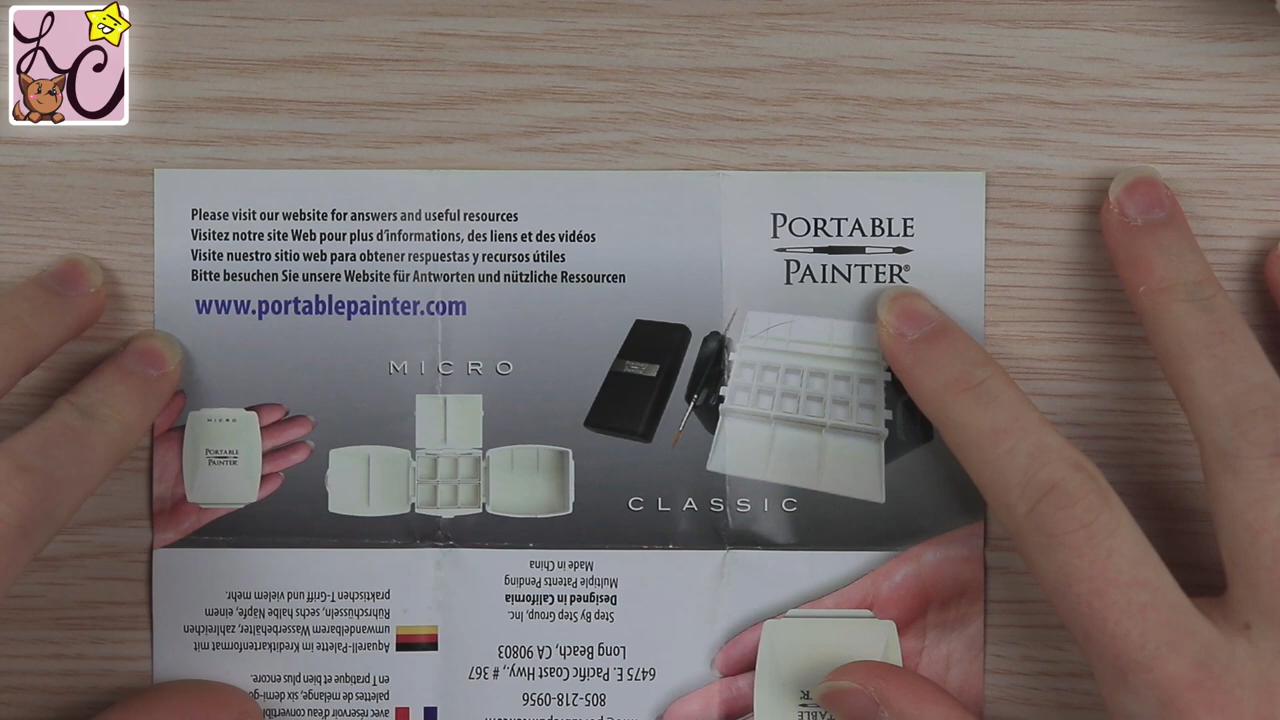 LC
Please visit our website for answers and useful resources
Visitez notre site Web pour plus d'informations, des liens et des vidéos
Visite nuestro sitio web para obtener respuestas y recursos útiles
Bitte besuchen Sie unsere Website für Antworten und nützliche Ressourcen
www.portablepainter.com
PORTABLE
PAINTER®
MICRO
MICRO
PORTABLE
PAINTER
CLASSIC
Aquarell-Palette im Kreditkartenformat mit
umwandelbarem Wasserbehälter, zahlreichen
Rührschüsseln, sechs halbe Näpfe, einem
praktischen T-Griff und vielem mehr.
avec réservoir d'eau convertible
palettes de mélange, six demi-go
en t pratique et bien plus encore.
805-218-0956
6475 E. Pacific Coast Hwy., # 367
Long Beach, CA 90803
Step By Step Group, Inc.
Designed in California
Multiple Patents Pending
Made in China